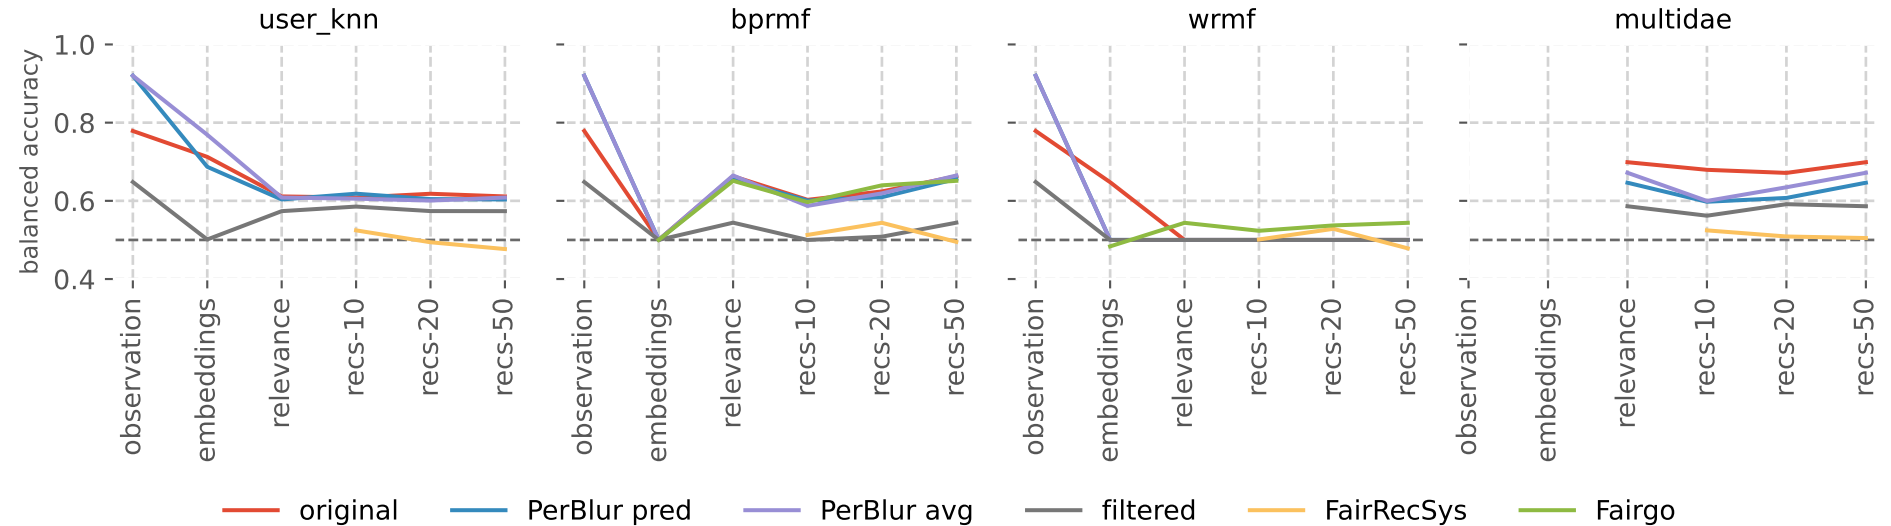 user_knn bprmf wrmf multidae
balanced accuracy
1.0
0.8
0.6
0.4
observation embeddings relevance recs-10 recs-20 recs-50 observation embeddings relevance recs-10 recs-20 recs-50 observation embeddings relevance recs-10 recs-20 recs-50 observation embeddings relevance recs-10 recs-20 recs-50
original PerBlur pred PerBlur avg filtered FairRecSys Fairgo